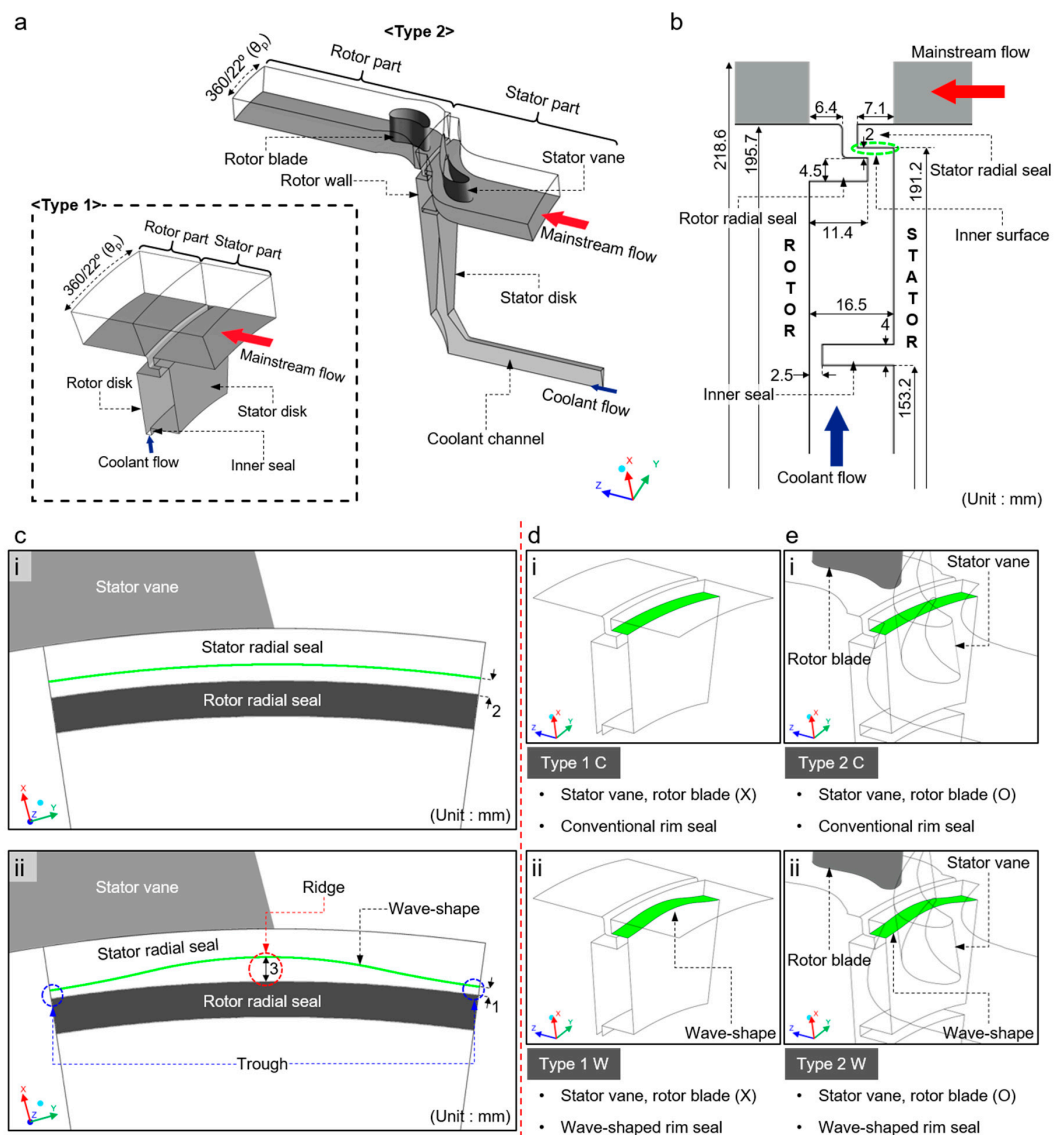 a
<Type 2>
360/22° (θp)
Rotor part
Stator part
Rotor blade
Rotor wall
Stator vane
Mainstream flow
Stator disk
Coolant flow
Coolant channel
<Type 1>
360/22° (θp)
Rotor part
Stator part
Mainstream flow
Rotor disk
Stator disk
Coolant flow
Inner seal
X
Y
Z
b
Mainstream flow
6.4
7.1
2
218.6
195.7
4.5
Stator radial seal
191.2
Rotor radial seal
11.4
Inner surface
ROTOR
STATOR
16.5
4
2.5
Inner seal
153.2
Coolant flow
(Unit : mm)
c
i
Stator vane
Stator radial seal
Rotor radial seal
2
X
Y
Z
(Unit : mm)
ii
Stator vane
Ridge
Wave-shape
Stator radial seal
3
Rotor radial seal
1
Trough
X
Y
Z
(Unit : mm)
d
i
X
Y
Z
Type 1 C
• Stator vane, rotor blade (X)
• Conventional rim seal
ii
Wave-shape
X
Y
Z
Type 1 W
• Stator vane, rotor blade (X)
• Wave-shaped rim seal
e
i
Stator vane
Rotor blade
X
Y
Z
Type 2 C
• Stator vane, rotor blade (O)
• Conventional rim seal
ii
Stator vane
Rotor blade
Wave-shape
X
Y
Z
Type 2 W
• Stator vane, rotor blade (O)
• Wave-shaped rim seal